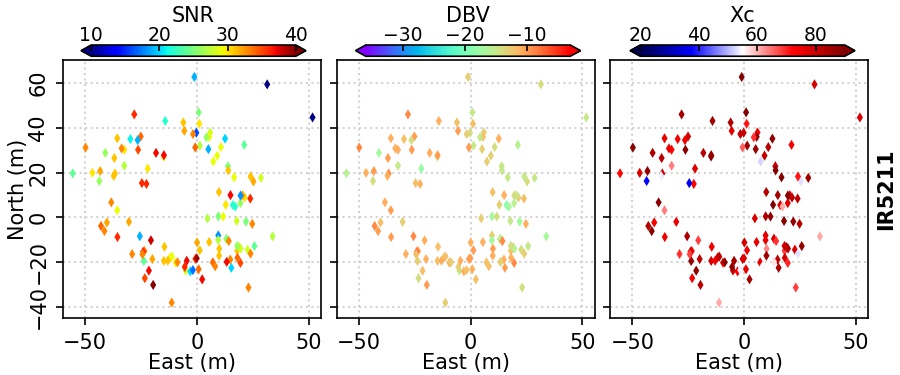 SNR DBV Xc
10 20 30 40 −30 −20 −10 20 40 60 80
60
40
20
0
−20
−40
North (m)
−50 0 50 −50 0 50 −50 0 50
East (m) East (m) East (m)
IR5211